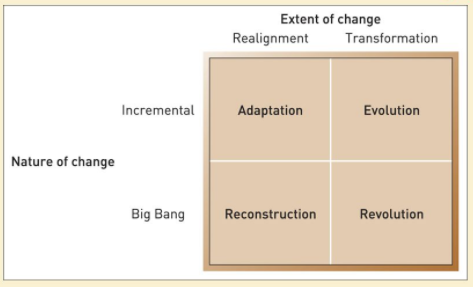 Extent of change
Realignment Transformation
Incremental Adaptation Evolution
Nature of change
Big Bang Reconstruction Revolution